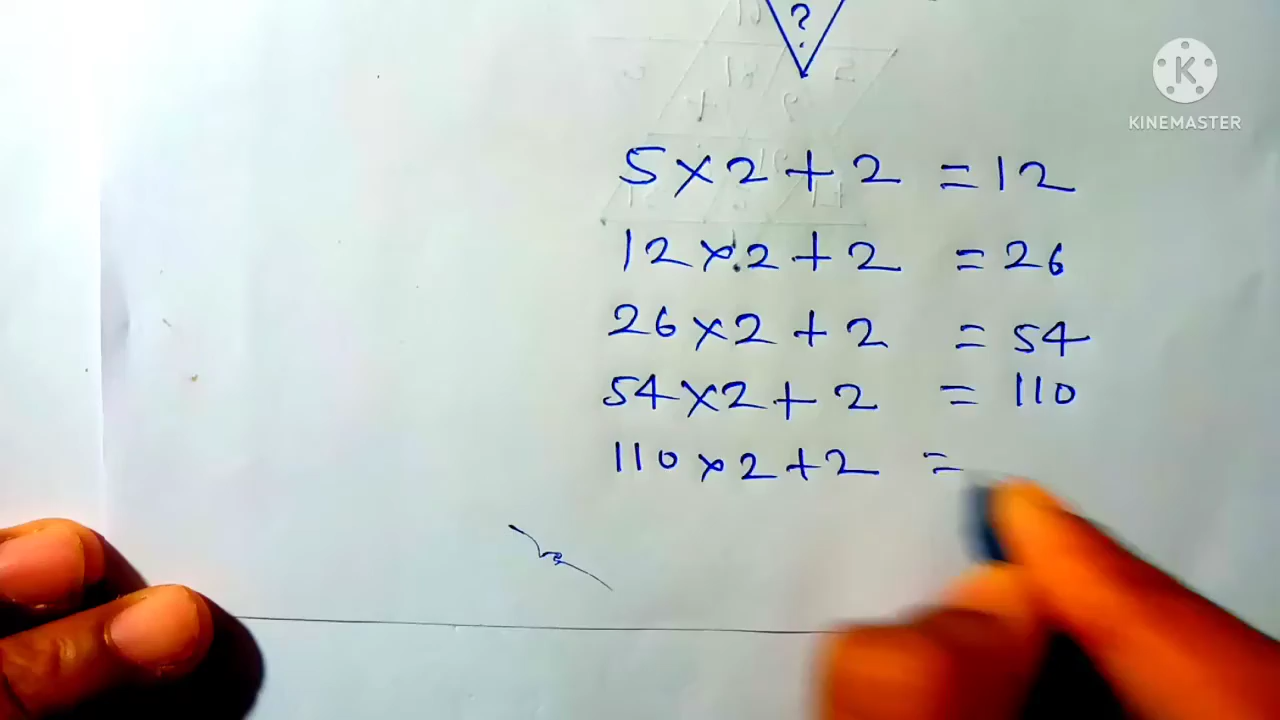 ?
K
KINEMASTER
5 × 2 + 2 = 12
12 × 2 + 2 = 26
26 × 2 + 2 = 54
54 × 2 + 2 = 110
110 × 2 + 2 =